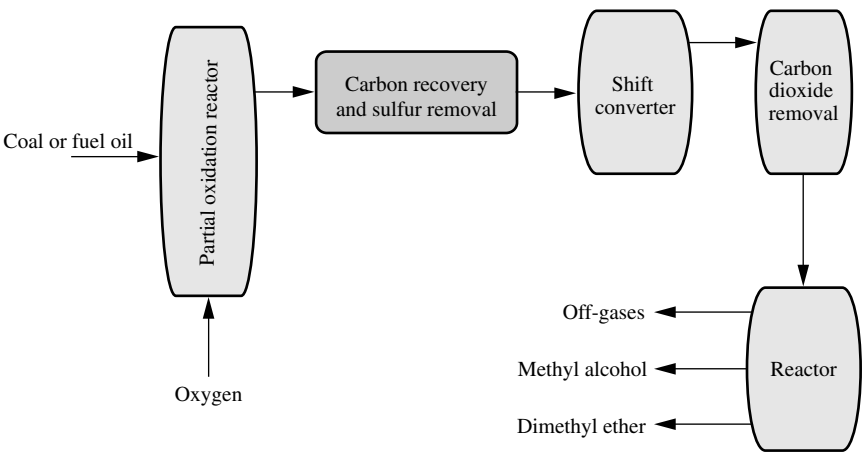 Coal or fuel oil
Partial oxidation reactor
Oxygen
Carbon recovery
and sulfur removal
Shift
converter
Carbon
dioxide
removal
Reactor
Off-gases
Methyl alcohol
Dimethyl ether